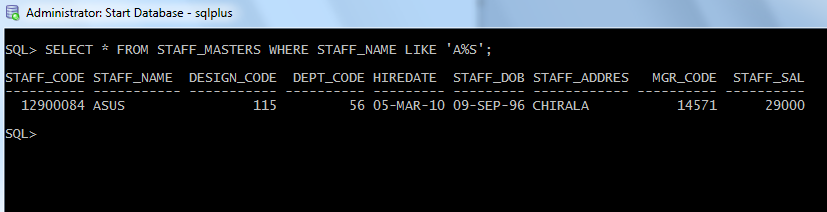 Administrator: Start Database - sqlplus
SQL> SELECT * FROM STAFF_MASTERS WHERE STAFF_NAME LIKE 'A%S';
STAFF_CODE STAFF_NAME DESIGN_CODE DEPT_CODE HIREDATE STAFF_DOB STAFF_ADDRES MGR_CODE STAFF_SAL
---------- ---------- ----------- ---------- --------- --------- ------------ ---------- ----------
12900084 ASUS 115 56 05-MAR-10 09-SEP-96 CHIRALA 14571 29000
SQL>